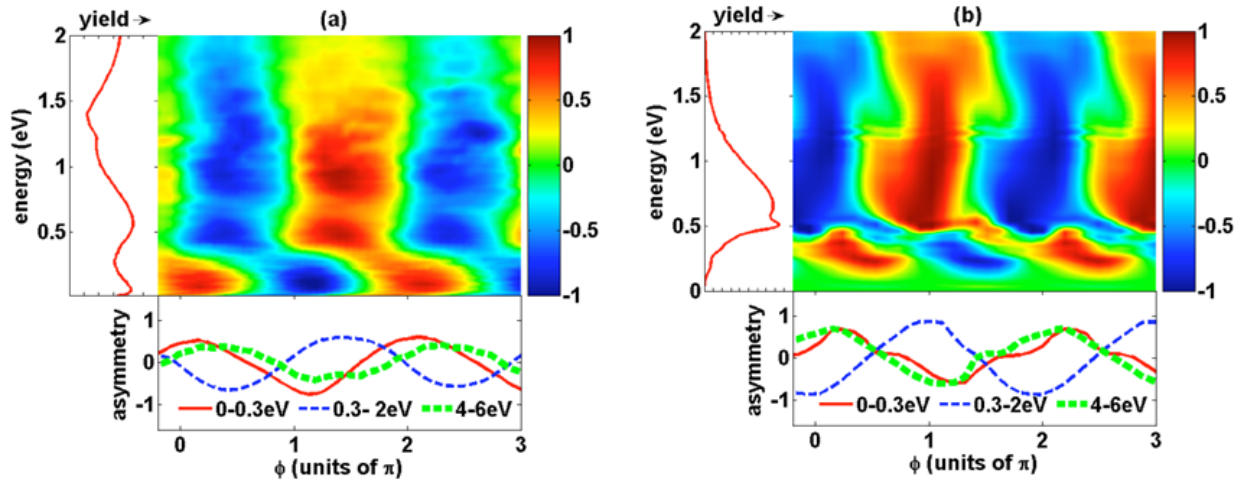 yield → (a)
2
1.5
1
0.5
energy (eV)
1
0.5
0
-0.5
-1
asymmetry
1
0
-1
0-0.3eV 0.3- 2eV 4-6eV
0 1 2 3
ϕ (units of π)
yield → (b)
2
1.5
1
0.5
0
energy (eV)
1
0.5
0
-0.5
-1
asymmetry
1
0
-1
0-0.3eV 0.3-2eV 4-6eV
0 1 2 3
ϕ (units of π)